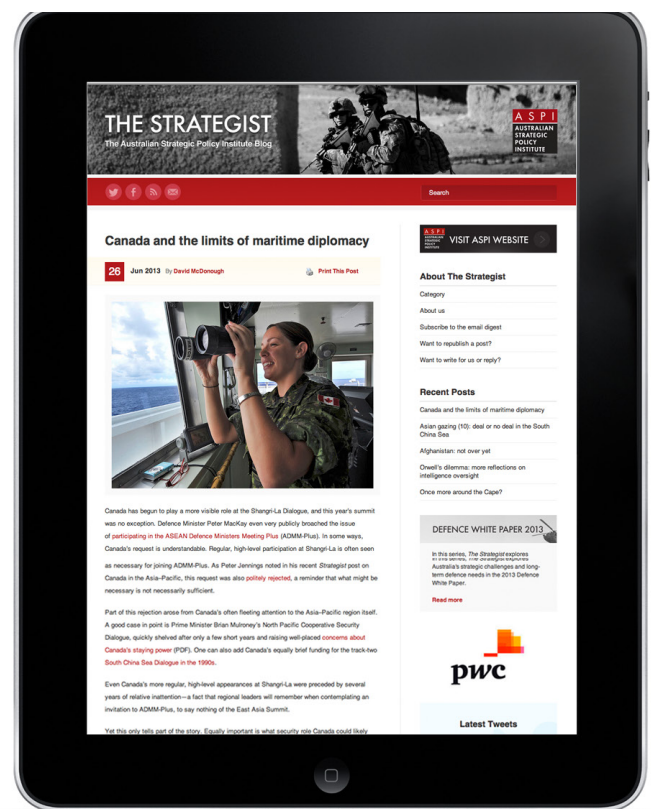 THE STRATEGIST
The Australian Strategic Policy Institute Blog
A S P I
AUSTRALIAN
STRATEGIC
POLICY
INSTITUTE
Search
Canada and the limits of maritime diplomacy
26 Jun 2013 By David McDonough Print This Post
Canada has begun to play a more visible role at the Shangri-La Dialogue, and this year's summit
was no exception. Defence Minister Peter MacKay even very publicly broached the issue
of participating in the ASEAN Defence Ministers Meeting Plus (ADMM-Plus). In some ways,
Canada's request is understandable. Regular, high-level participation at Shangri-La is often seen
as necessary for joining ADMM-Plus. As Peter Jennings noted in his recent Strategist post on
Canada in the Asia–Pacific, this request was also politely rejected, a reminder that what might be
necessary is not necessarily sufficient.
Part of this rejection arose from Canada's often fleeting attention to the Asia–Pacific region itself.
A good case in point is Prime Minister Brian Mulroney's North Pacific Cooperative Security
Dialogue, quickly shelved after only a few short years and raising well-placed concerns about
Canada's staying power (PDF). One can also add Canada's equally brief funding for the track-two
South China Sea Dialogue in the 1990s.
Even Canada's more regular, high-level appearances at Shangri-La were preceded by several
years of relative inattention—a fact that regional leaders will remember when contemplating an
invitation to ADMM-Plus, to say nothing of the East Asia Summit.
Yet this only tells part of the story. Equally important is what security role Canada could likely
ASPI
VISIT ASPI WEBSITE
About The Strategist
Category
About us
Subscribe to the email digest
Want to republish a post?
Want to write for us or reply?
Recent Posts
Canada and the limits of maritime diplomacy
Asian gazing (10): deal or no deal in the South
China Sea
Afghanistan: not over yet
Orwell's dilemma: more reflections on
intelligence oversight
Once more around the Cape?
DEFENCE WHITE PAPER 2013
In this series, The Strategist explores
Australia's strategic challenges and long-
term defence needs in the 2013 Defence
White Paper.
Read more
pwc
Latest Tweets